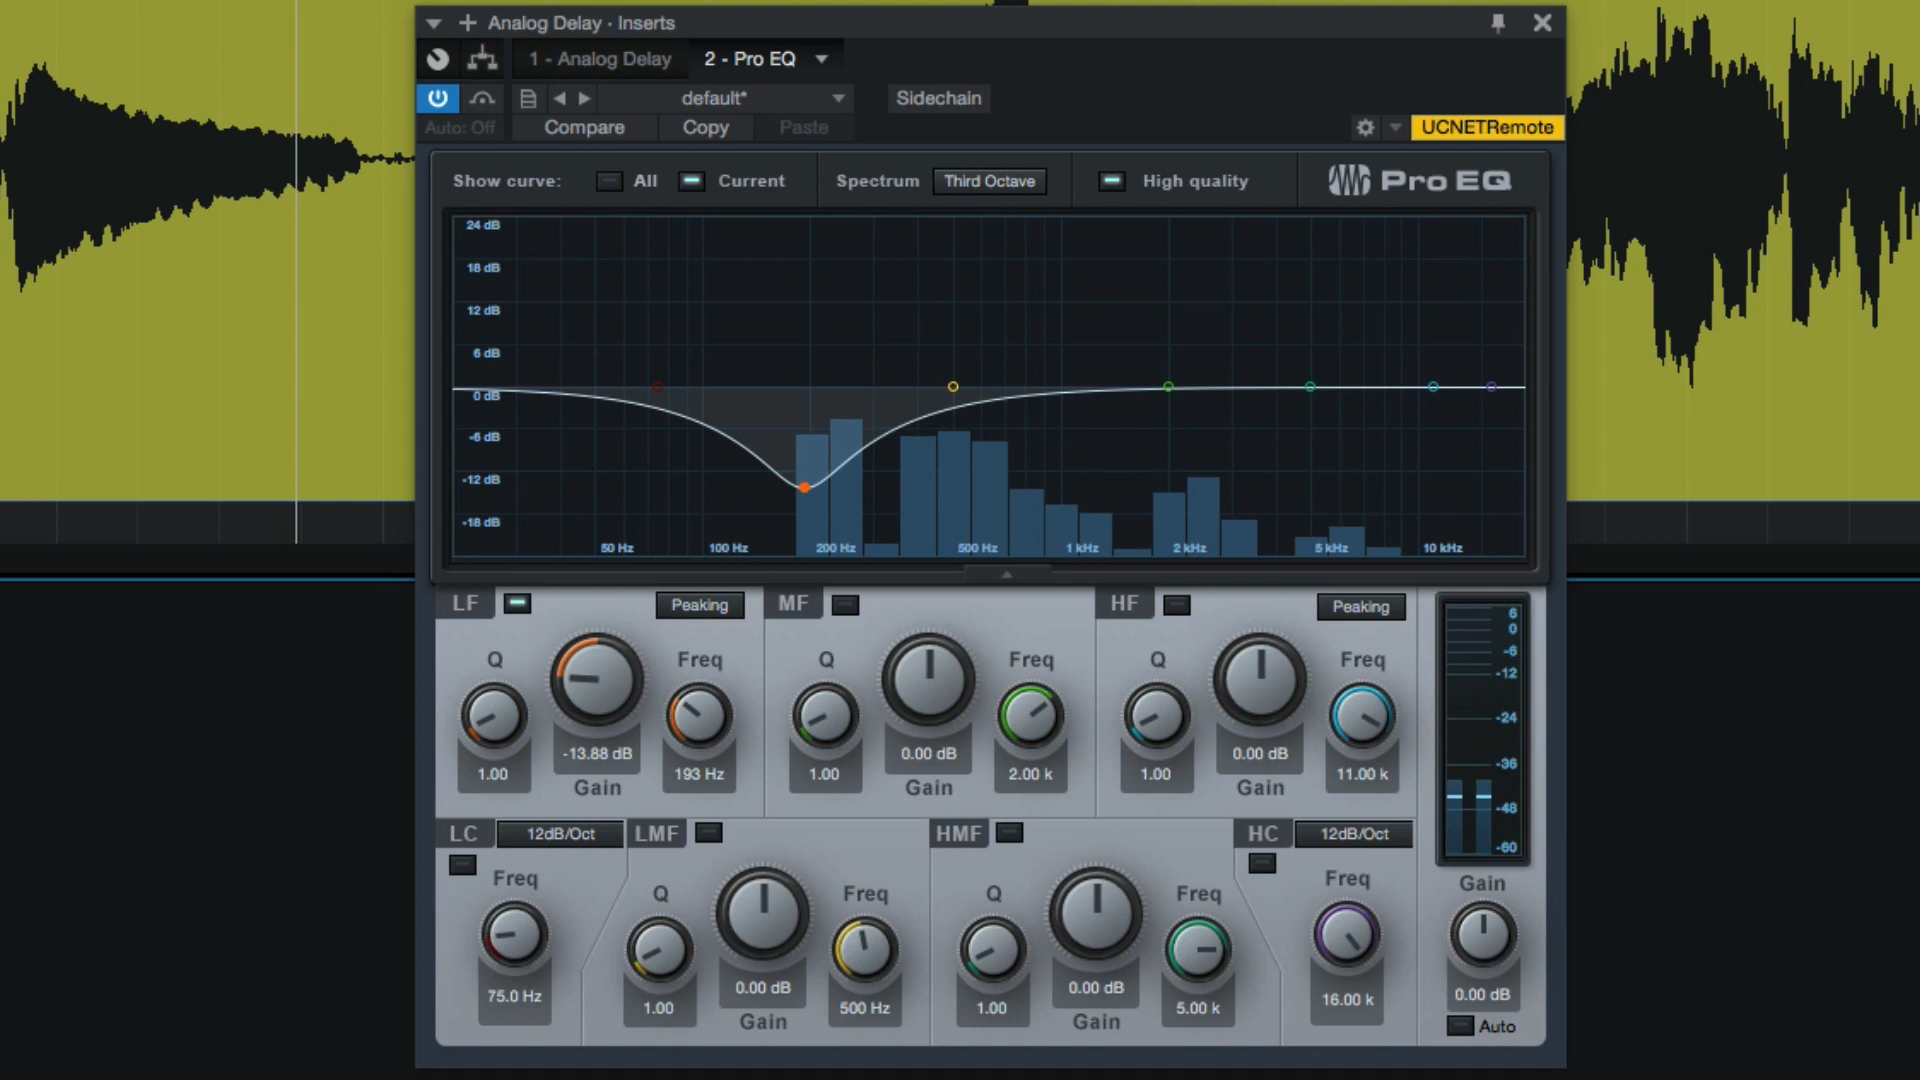 Analog Delay · Inserts
1 - Analog Delay 2 - Pro EQ
default* Sidechain
Auto: Off Compare Copy Paste UCNETRemote
Show curve: All Current Spectrum Third Octave High quality Pro EQ
24 dB
18 dB
12 dB
6 dB
0 dB
-6 dB
-12 dB
-18 dB
50 Hz 100 Hz 200 Hz 500 Hz 1 kHz 2 kHz 5 kHz 10 kHz
LF Peaking MF HF Peaking
Q Freq Q Freq Q Freq
-13.88 dB 0.00 dB 0.00 dB
1.00 193 Hz 1.00 2.00 k 1.00 11.00 k
Gain Gain Gain
6
0
-6
-12
-24
-36
-48
-60
LC 12dB/Oct LMF HMF HC 12dB/Oct
Freq Q Freq Q Freq Freq Gain
75.0 Hz 0.00 dB 0.00 dB 16.00 k 0.00 dB
1.00 500 Hz 1.00 5.00 k
Gain Gain Auto